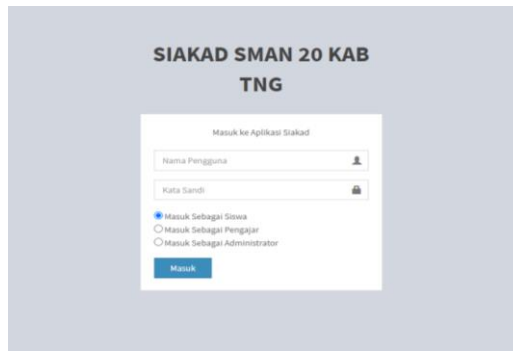 SIAKAD SMAN 20 KAB
TNG
Masuk ke Aplikasi Siakad
Nama Pengguna
Kata Sandi
Masuk Sebagai Siswa
Masuk Sebagai Pengajar
Masuk Sebagai Administrator
Masuk